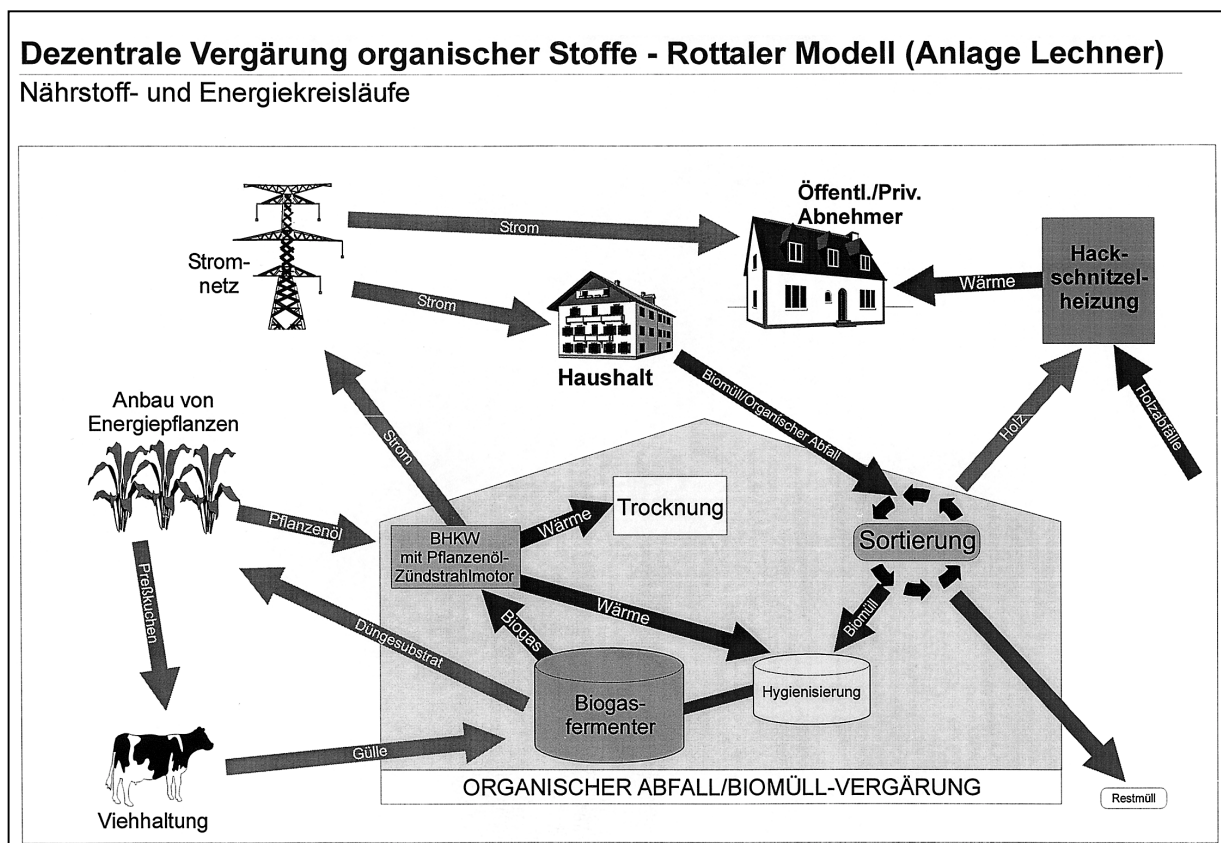 Dezentrale Vergärung organischer Stoffe - Rottaler Modell (Anlage Lechner)
Nährstoff- und Energiekreisläufe
Öffentl./Priv.
Abnehmer
Strom
Strom-
netz
Strom
Wärme
Hack-
schnitzel-
heizung
Haushalt
Biomüll/Organischer Abfall
Holz
Holzabfälle
Anbau von
Energiepflanzen
Strom
Pflanzenöl
Wärme
Trocknung
BHKW
mit Pflanzenöl-
Zündstrahlmotor
Sortierung
Preßkuchen
Düngesubstrat
Biogas
Wärme
Biomüll
Biogas-
fermenter
Hygienisierung
Gülle
Viehhaltung
ORGANISCHER ABFALL/BIOMÜLL-VERGÄRUNG
Restmüll